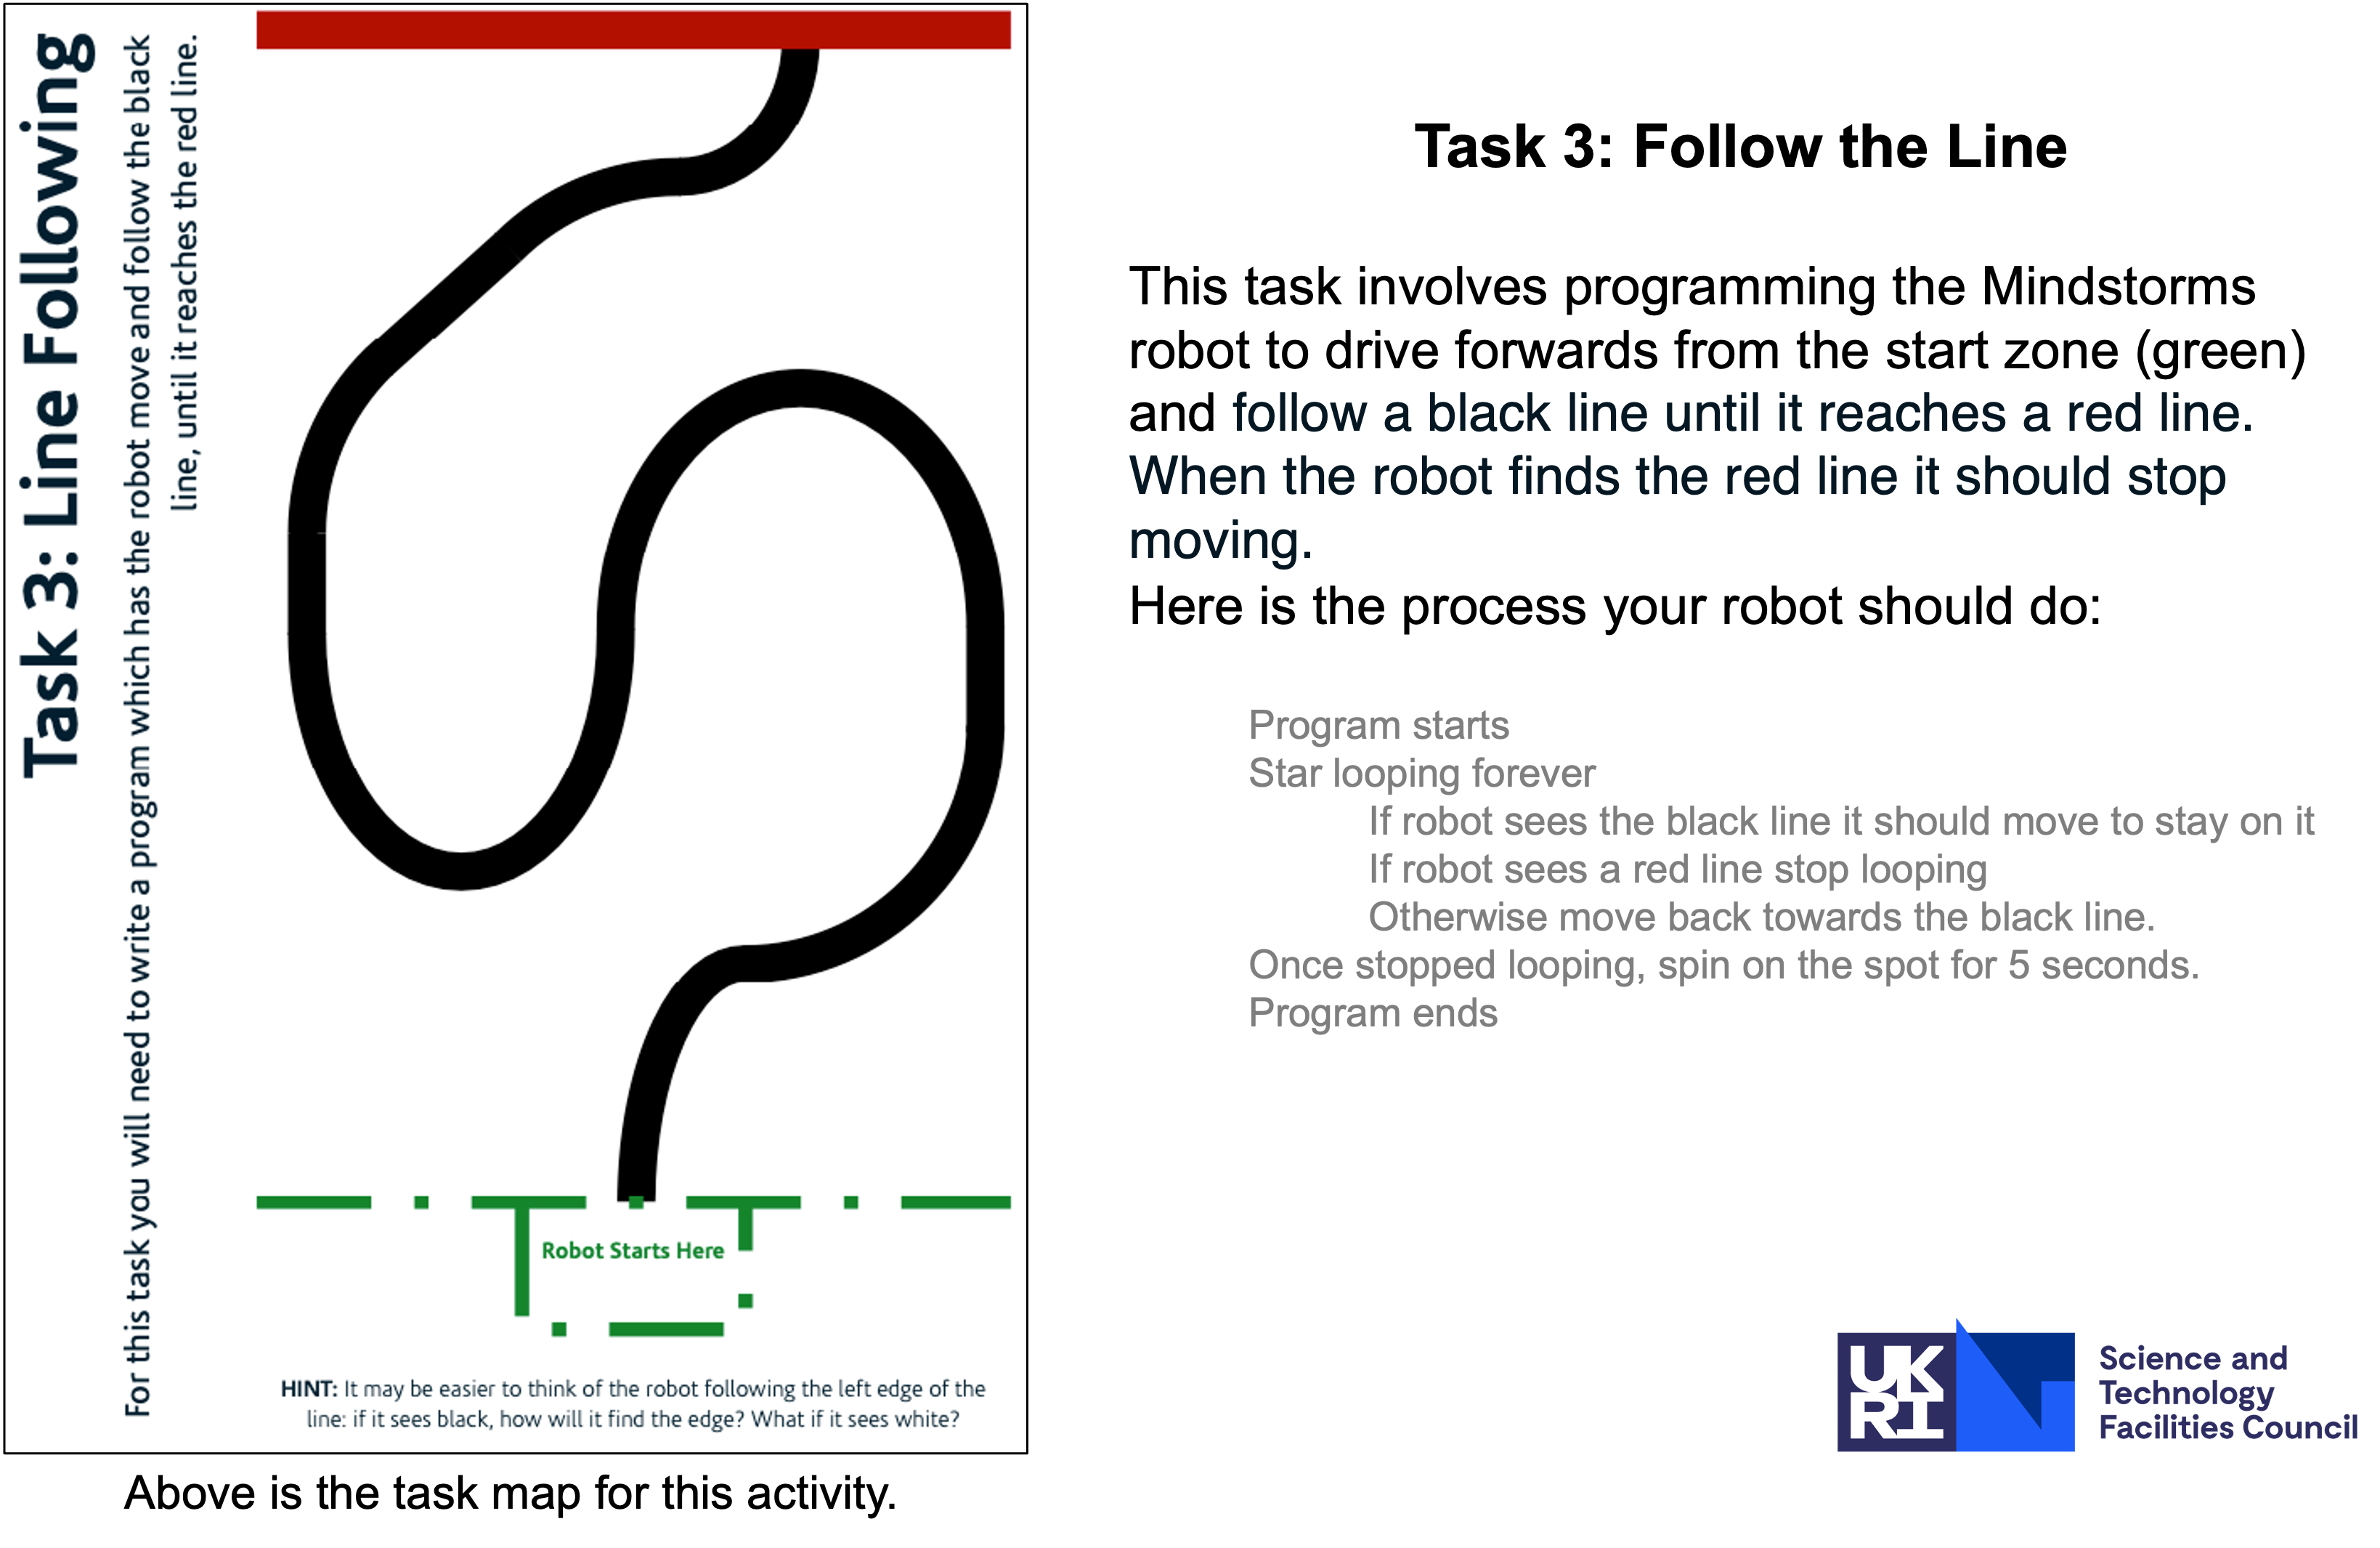 Task 3: Line Following
For this task you will need to write a program which has the robot move and follow the black
line, until it reaches the red line.
Robot Starts Here
HINT: It may be easier to think of the robot following the left edge of the
line: if it sees black, how will it find the edge? What if it sees white?
Above is the task map for this activity.
Task 3: Follow the Line
This task involves programming the Mindstorms
robot to drive forwards from the start zone (green)
and follow a black line until it reaches a red line.
When the robot finds the red line it should stop
moving.
Here is the process your robot should do:
Program starts
Star looping forever
If robot sees the black line it should move to stay on it
If robot sees a red line stop looping
Otherwise move back towards the black line.
Once stopped looping, spin on the spot for 5 seconds.
Program ends
UK
RI
Science and
Technology
Facilities Council